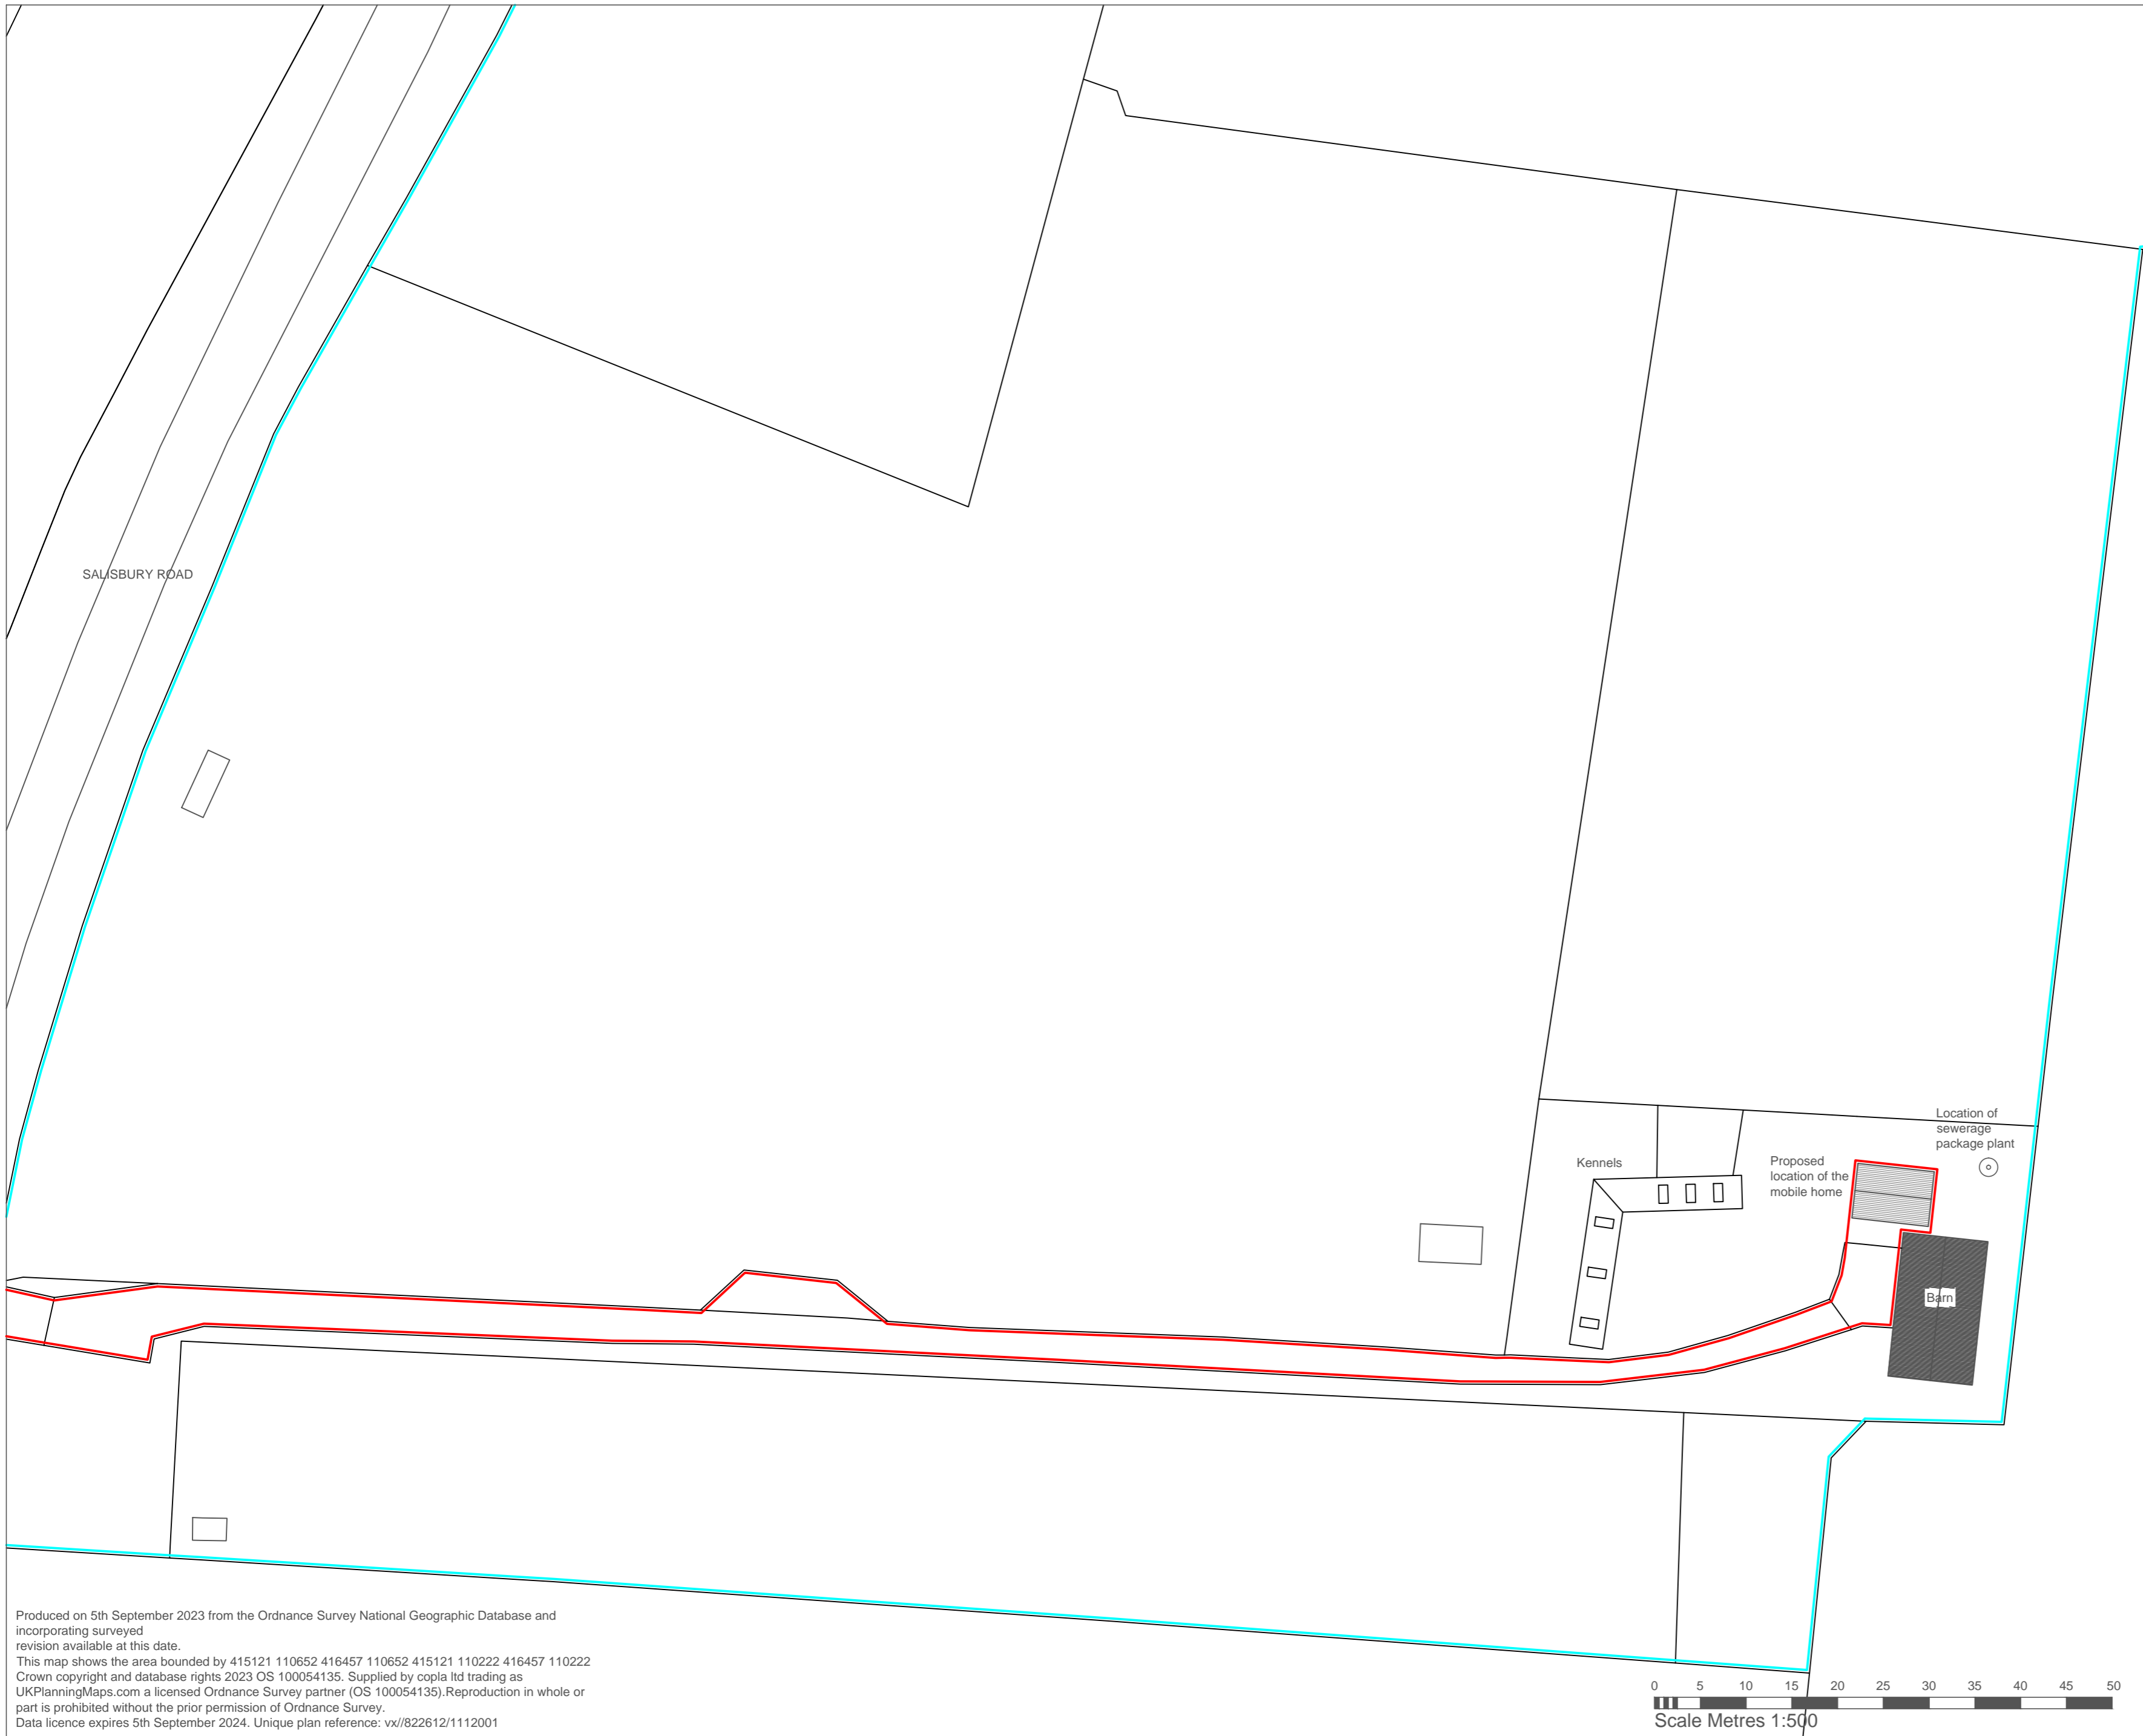 SALISBURY ROAD
Location of
sewerage
package plant
Kennels
Proposed
location of the
mobile home
Barn
Produced on 5th September 2023 from the Ordnance Survey National Geographic Database and
incorporating surveyed
revision available at this date.
This map shows the area bounded by 415121 110652 416457 110652 415121 110222 416457 110222
Crown copyright and database rights 2023 OS 100054135. Supplied by copla ltd trading as
UKPlanningMaps.com a licensed Ordnance Survey partner (OS 100054135).Reproduction in whole or
part is prohibited without the prior permission of Ordnance Survey.
Data licence expires 5th September 2024. Unique plan reference: vx//822612/1112001
0 5 10 15 20 25 30 35 40 45 50
Scale Metres 1:500